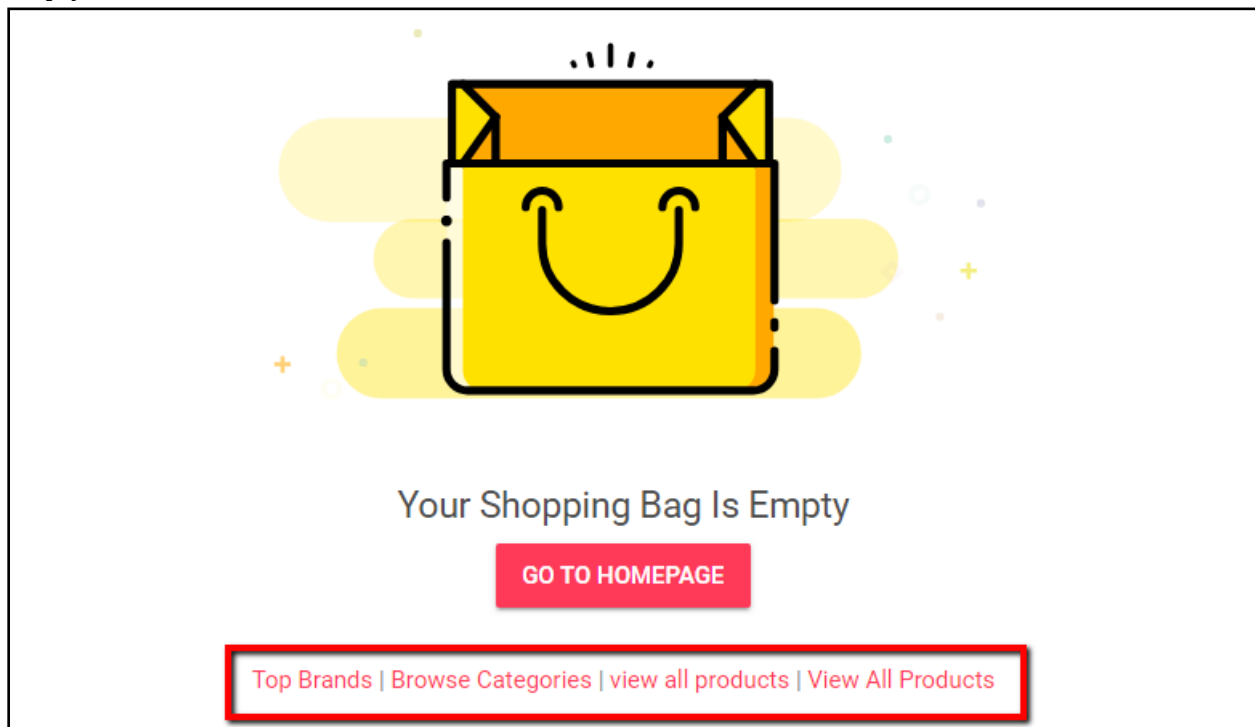 Your Shopping Bag Is Empty
GO TO HOMEPAGE
Top Brands | Browse Categories | view all products | View All Products